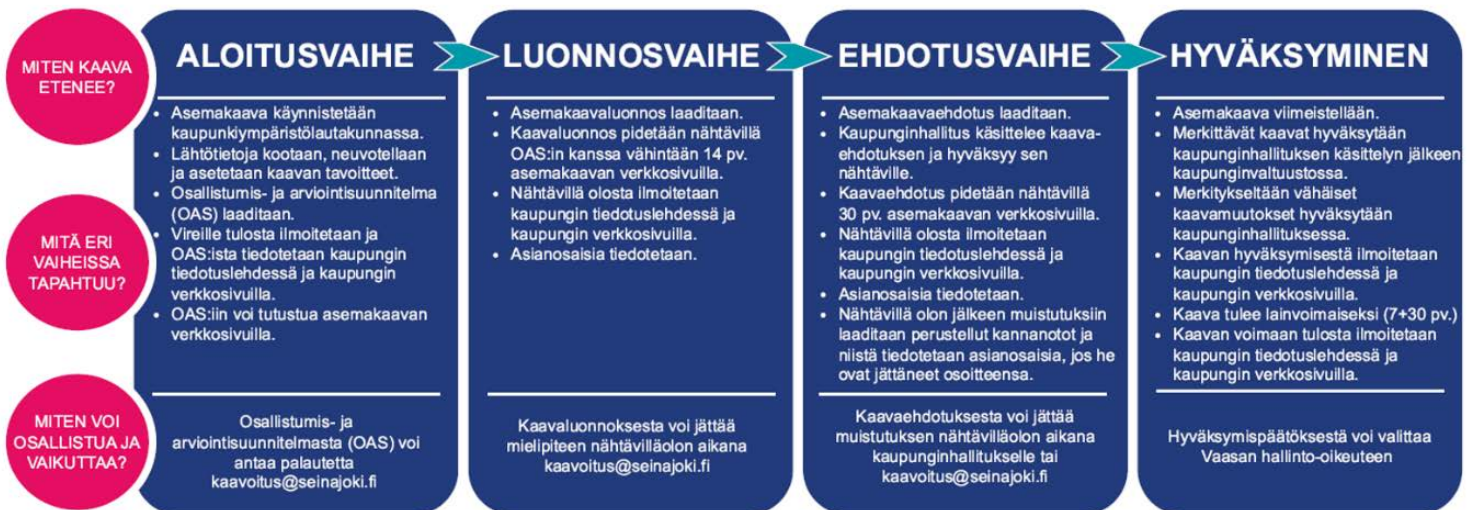 MITEN KAAVA
ETENEE?
MITÄ ERI
VAIHEISSA
TAPAHTUU?
MITEN VOI
OSALLISTUA JA
VAIKUTTAA?
ALOITUSVAIHE
• Asemakaava käynnistetään
kaupunkiympäristölautakunnassa.
• Lähtötietoja kootaan, neuvotellaan
ja asetetaan kaavan tavoitteet.
• Osallistumis- ja arviointisuunnitelma
(OAS) laaditaan.
• Vireille tulosta ilmoitetaan ja
OAS:ista tiedotetaan kaupungin
tiedotuslehdessä ja kaupungin
verkkosivuilla.
• OAS:iin voi tutustua asemakaavan
verkkosivuilla.
Osallistumis- ja
arviointisuunnitelmasta (OAS) voi
antaa palautetta
kaavoitus@seinajoki.fi
LUONNOSVAIHE
• Asemakaavaluonnos laaditaan.
• Kaavaluonnos pidetään nähtävillä
OAS:in kanssa vähintään 14 pv.
asemakaavan verkkosivuilla.
• Nähtävillä olosta ilmoitetaan
kaupungin tiedotuslehdessä ja
kaupungin verkkosivuilla.
• Asianosaisia tiedotetaan.
Kaavaluonnoksesta voi jättää
mielipiteen nähtävilläolon aikana
kaavoitus@seinajoki.fi
EHDOTUSVAIHE
• Asemakaavaehdotus laaditaan.
• Kaupunginhallitus käsittelee kaava-
ehdotuksen ja hyväksyy sen
nähtäville.
• Kaavaehdotus pidetään nähtävillä
30 pv. asemakaavan verkkosivuilla.
• Nähtävillä olosta ilmoitetaan
kaupungin tiedotuslehdessä ja
kaupungin verkkosivuilla.
• Asianosaisia tiedotetaan.
• Nähtävillä olon jälkeen muistutuksiin
laaditaan perustellut kannanotot ja
niistä tiedotetaan asianosaisia, jos he
ovat jättäneet osoitteensa.
Kaavaehdotuksesta voi jättää
muistutuksen nähtävilläolon aikana
kaupunginhallitukselle tai
kaavoitus@seinajoki.fi
HYVÄKSYMINEN
• Asemakaava viimeistellään.
• Merkittävät kaavat hyväksytään
kaupunginhallituksen käsittelyn jälkeen
kaupunginvaltuustossa.
• Merkitykseltään vähäiset
kaavamuutokset hyväksytään
kaupunginhallituksessa.
• Kaavan hyväksymisestä ilmoitetaan
kaupungin tiedotuslehdessä ja
kaupungin verkkosivuilla.
• Kaava tulee lainvoimaiseksi (7+30 pv.)
• Kaavan voimaan tulosta ilmoitetaan
kaupungin tiedotuslehdessä ja
kaupungin verkkosivuilla.
Hyväksymispäätöksestä voi valittaa
Vaasan hallinto-oikeuteen